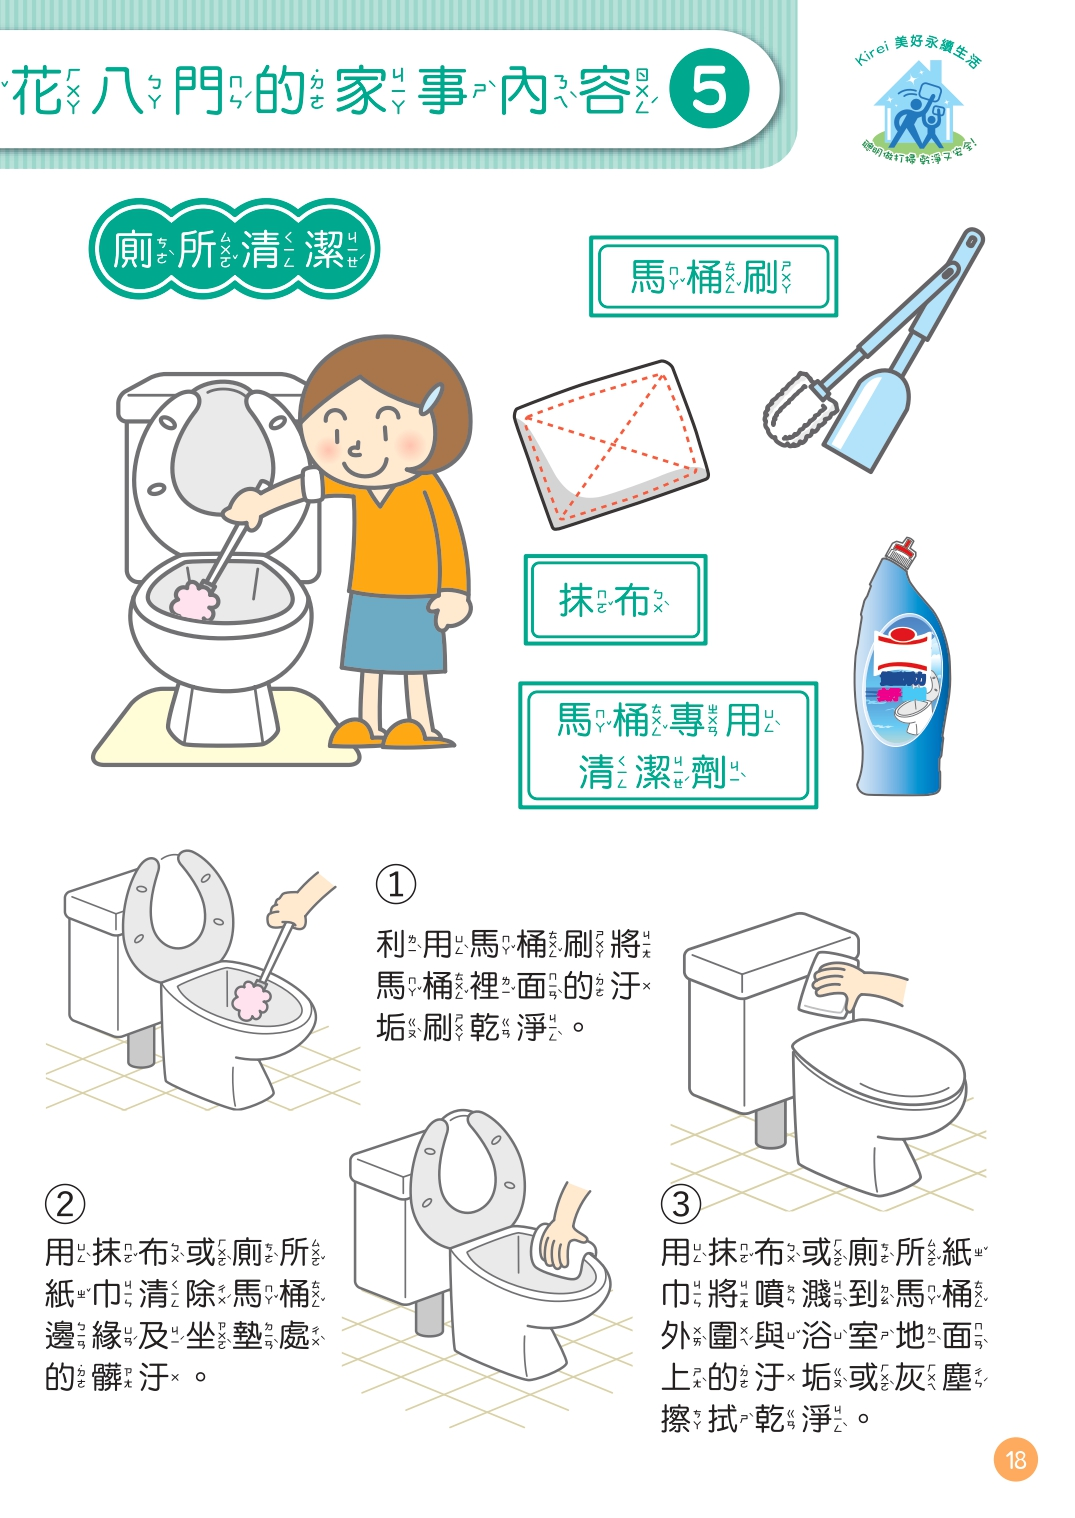 花八門的家事內容 5
Kirei 美好永續生活
聰明做打掃 乾淨又安全!
廁所清潔
馬桶刷
抹布
馬桶專用
清潔劑
①
利用馬桶刷將
馬桶裡面的汙
垢刷乾淨。
②
用抹布或廁所
紙巾清除馬桶
邊緣及坐墊處
的髒汙。
③
用抹布或廁所紙
巾將噴濺到馬桶
外圍與浴室地面
上的汙垢或灰塵
擦拭乾淨。
18